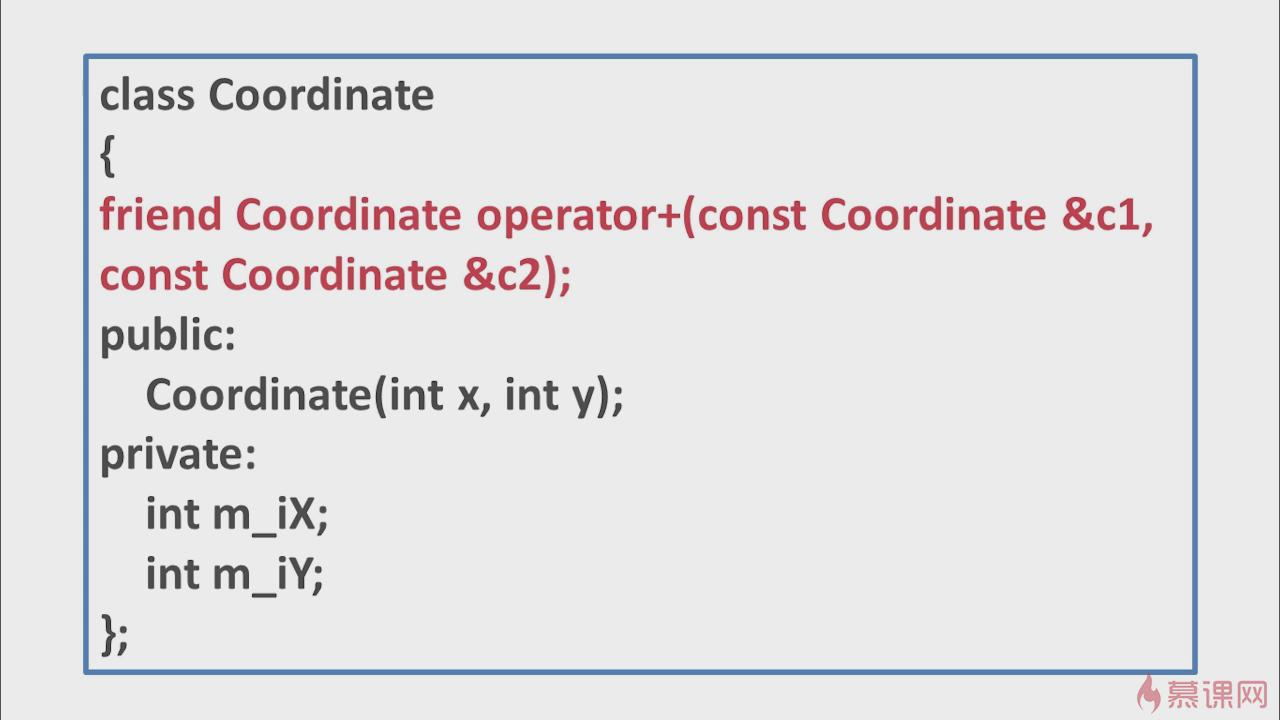 class Coordinate
{
friend Coordinate operator+(const Coordinate &c1,
const Coordinate &c2);
public:
    Coordinate(int x, int y);
private:
    int m_iX;
    int m_iY;
};
慕课网